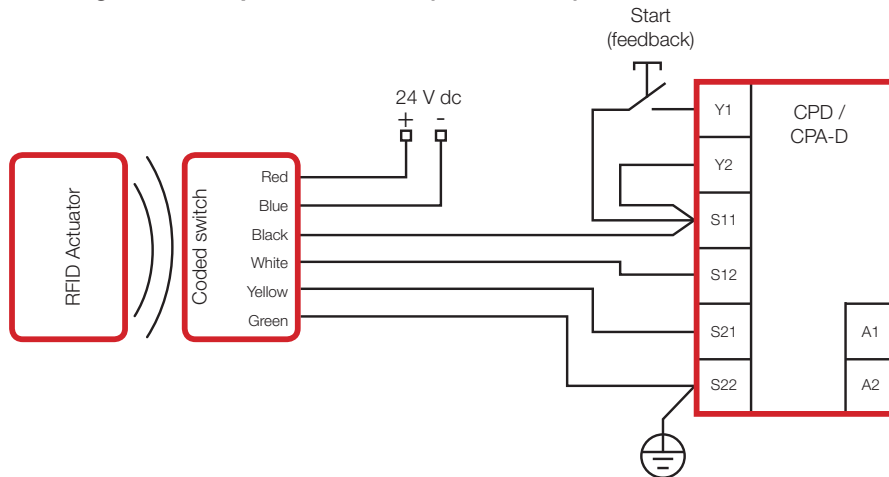 Start
(feedback)
24 V dc
+ -
RFID Actuator
Coded switch
Red
Blue
Black
White
Yellow
Green
Y1
Y2
S11
S12
S21
S22
CPD /
CPA-D
A1
A2